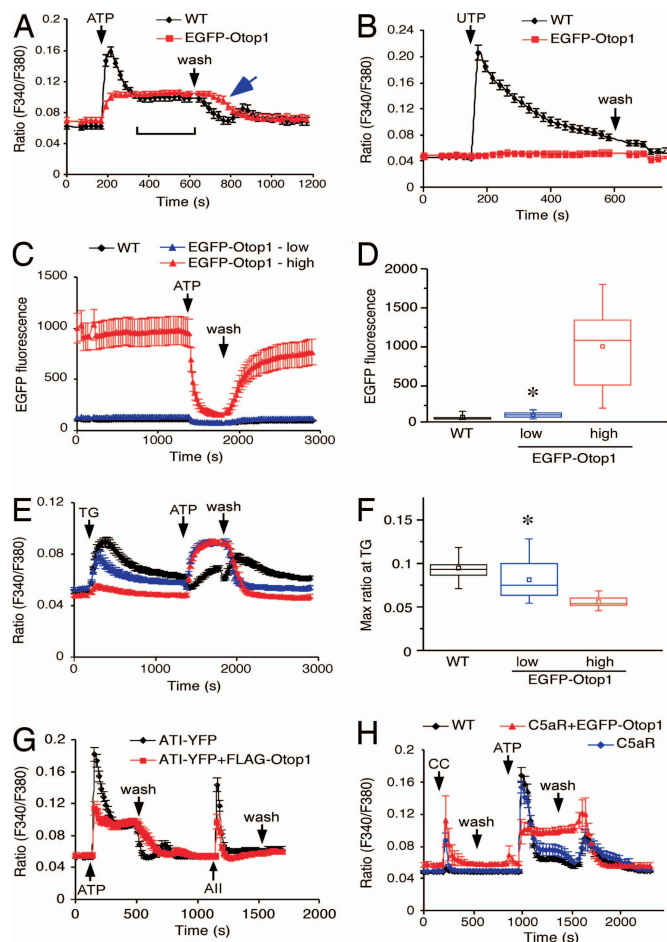 A
ATP
WT
EGFP-Otop1
wash
Ratio (F340/F380)
0.2
0.16
0.12
0.08
0.04
0
0 200 400 600 800 1000 1200
Time (s)
B
UTP
WT
EGFP-Otop1
wash
Ratio (F340/F380)
0.24
0.20
0.16
0.12
0.08
0.04
0
0 200 400 600
Time (s)
C
WT
EGFP-Otop1 - low
EGFP-Otop1 - high
ATP
wash
EGFP fluorescence
1500
1000
500
0
0 1000 2000 3000
Time (s)
D
EGFP fluorescence
2000
1500
1000
500
0
*
WT low high
EGFP-Otop1
E
TG
ATP
wash
Ratio (F340/F380)
0.12
0.08
0.04
0
0 1000 2000 3000
Time (s)
F
Max ratio at TG
0.15
0.1
0.05
0
*
WT low high
EGFP-Otop1
G
ATI-YFP
ATI-YFP+FLAG-Otop1
wash
wash
ATP
AII
Ratio (F340/F380)
0.2
0.16
0.12
0.08
0.04
0
0 500 1000 1500 2000
Time (s)
H
WT
C5aR+EGFP-Otop1
C5aR
CC
wash
ATP
wash
Ratio (F340/F380)
0.2
0.16
0.12
0.08
0.04
0
0 500 1000 1500 2000
Time (s)